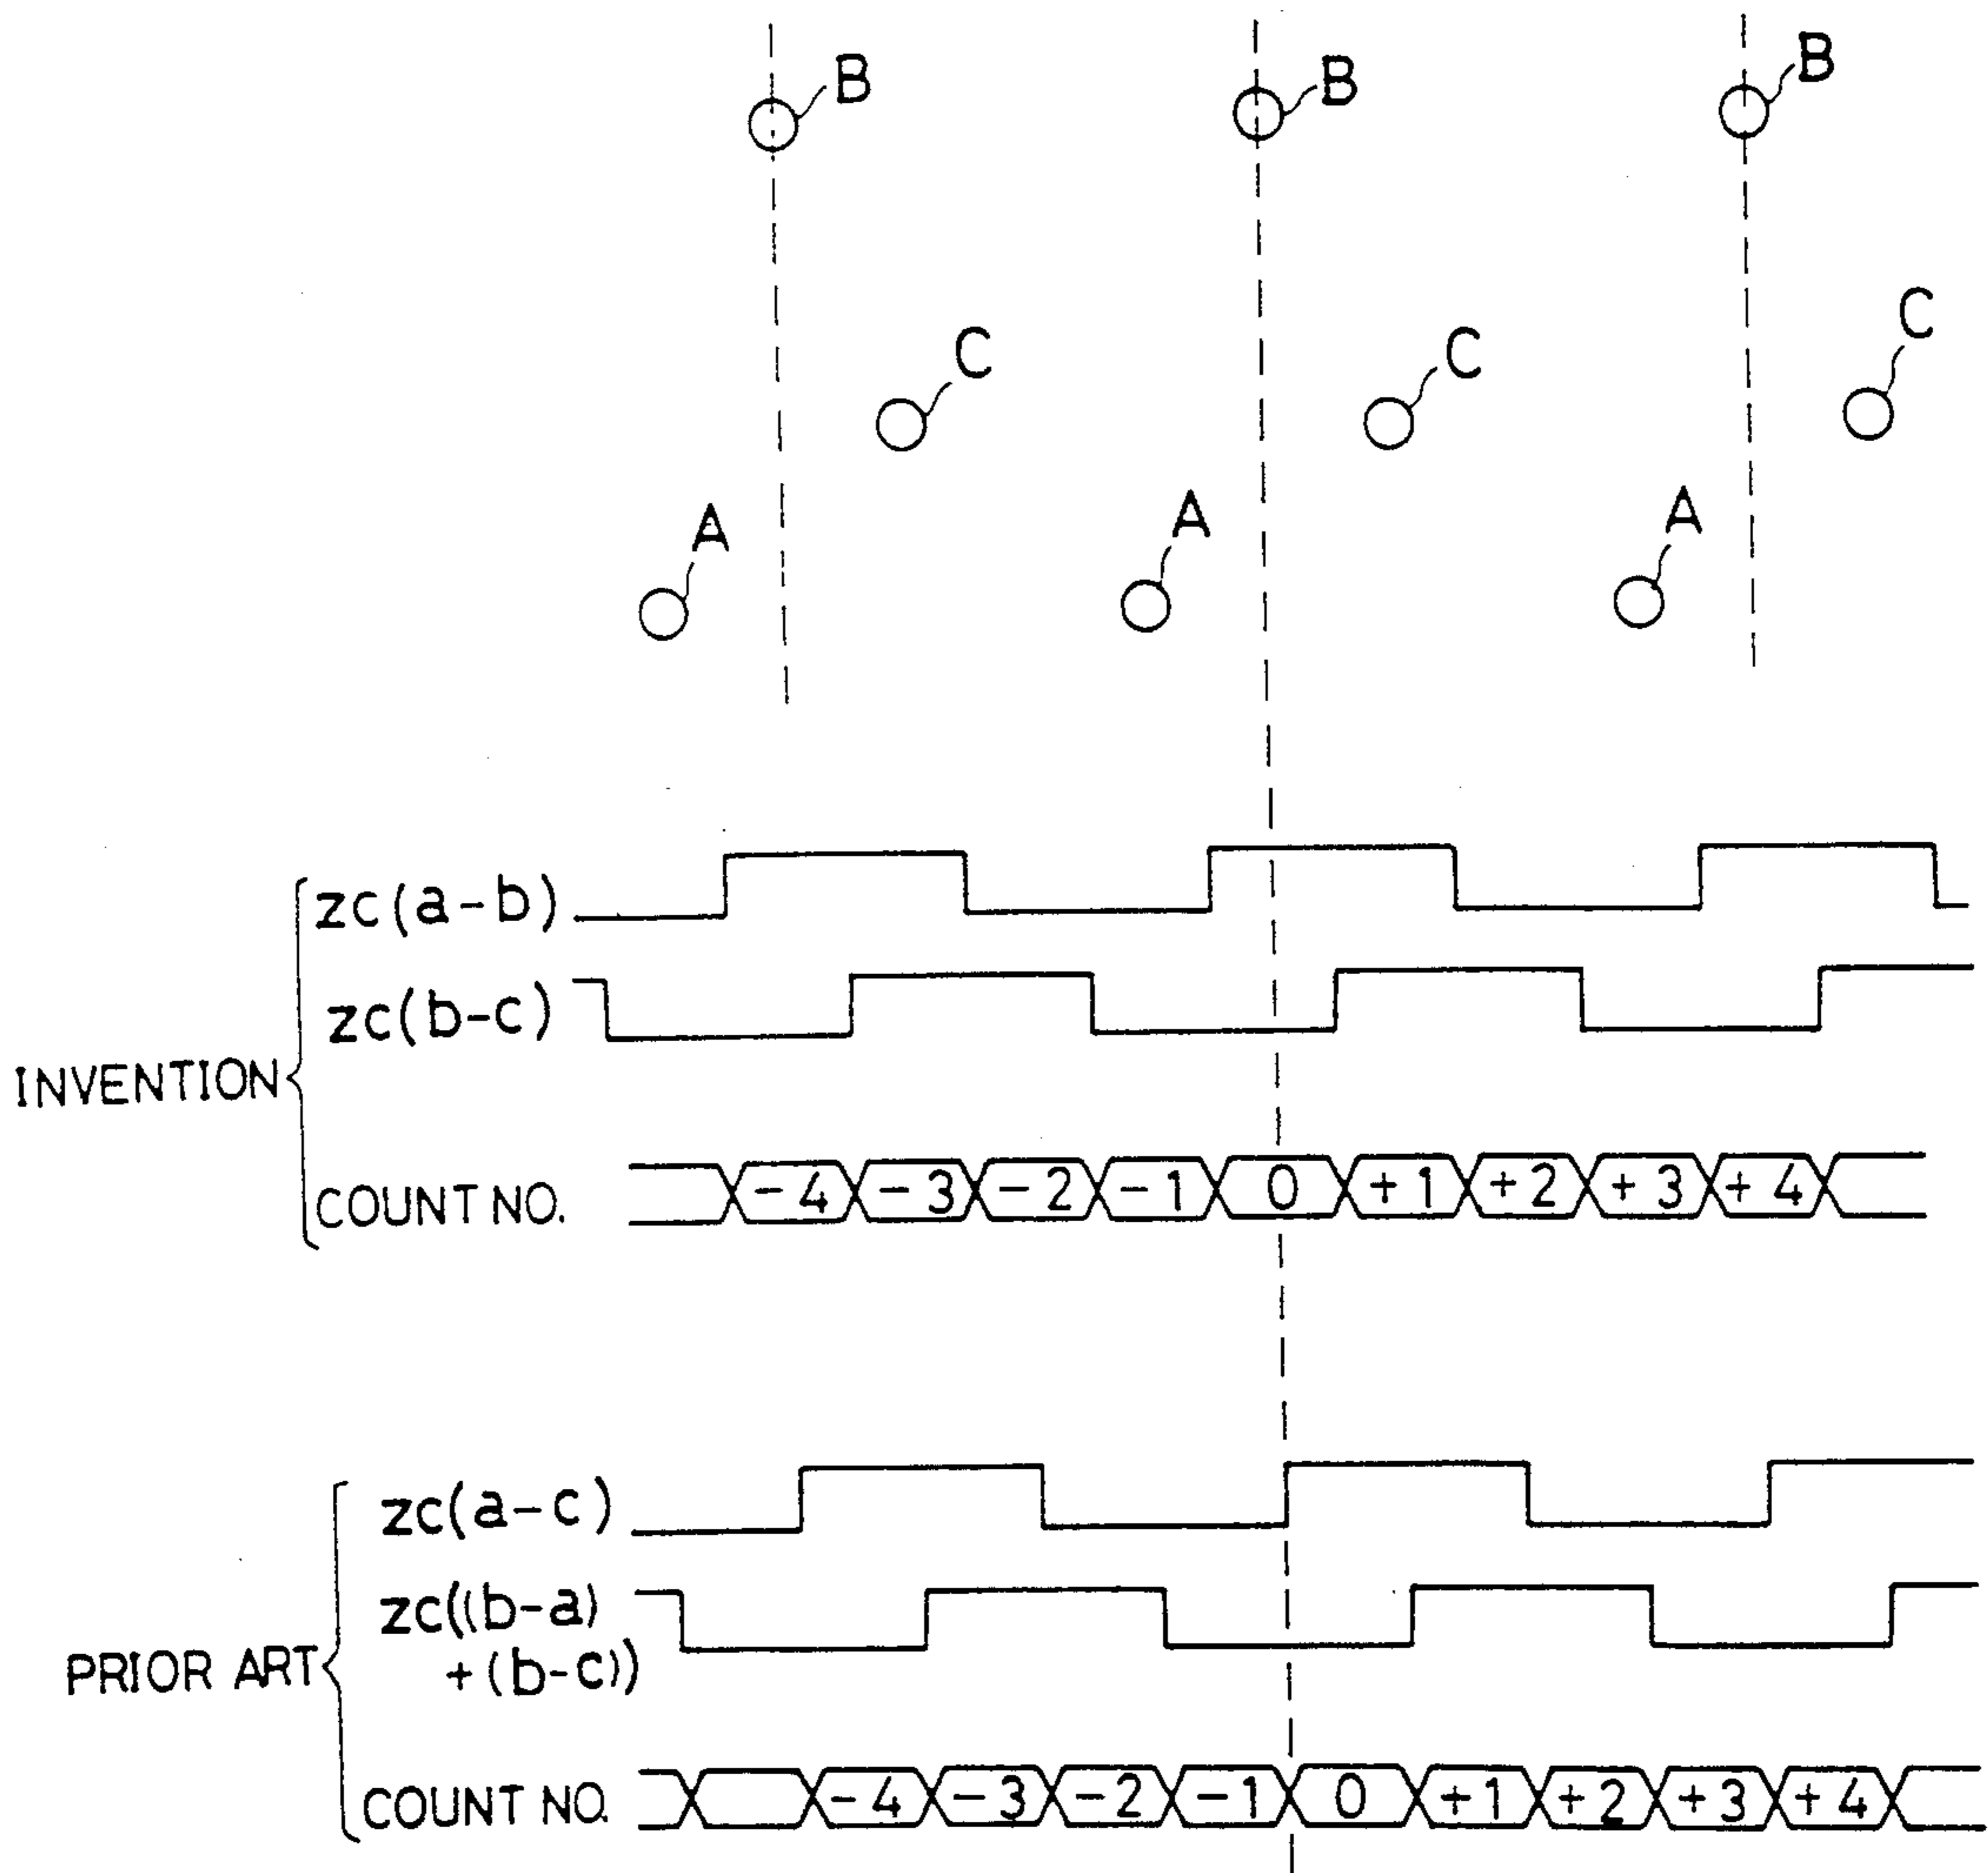 B B B
C C C
A A A
INVENTION
zc(a-b)
zc(b-c)
COUNT NO.
-4 -3 -2 -1 0 +1 +2 +3 +4
PRIOR ART
zc(a-c)
zc((b-a)
+(b-c))
COUNT NO.
-4 -3 -2 -1 0 +1 +2 +3 +4